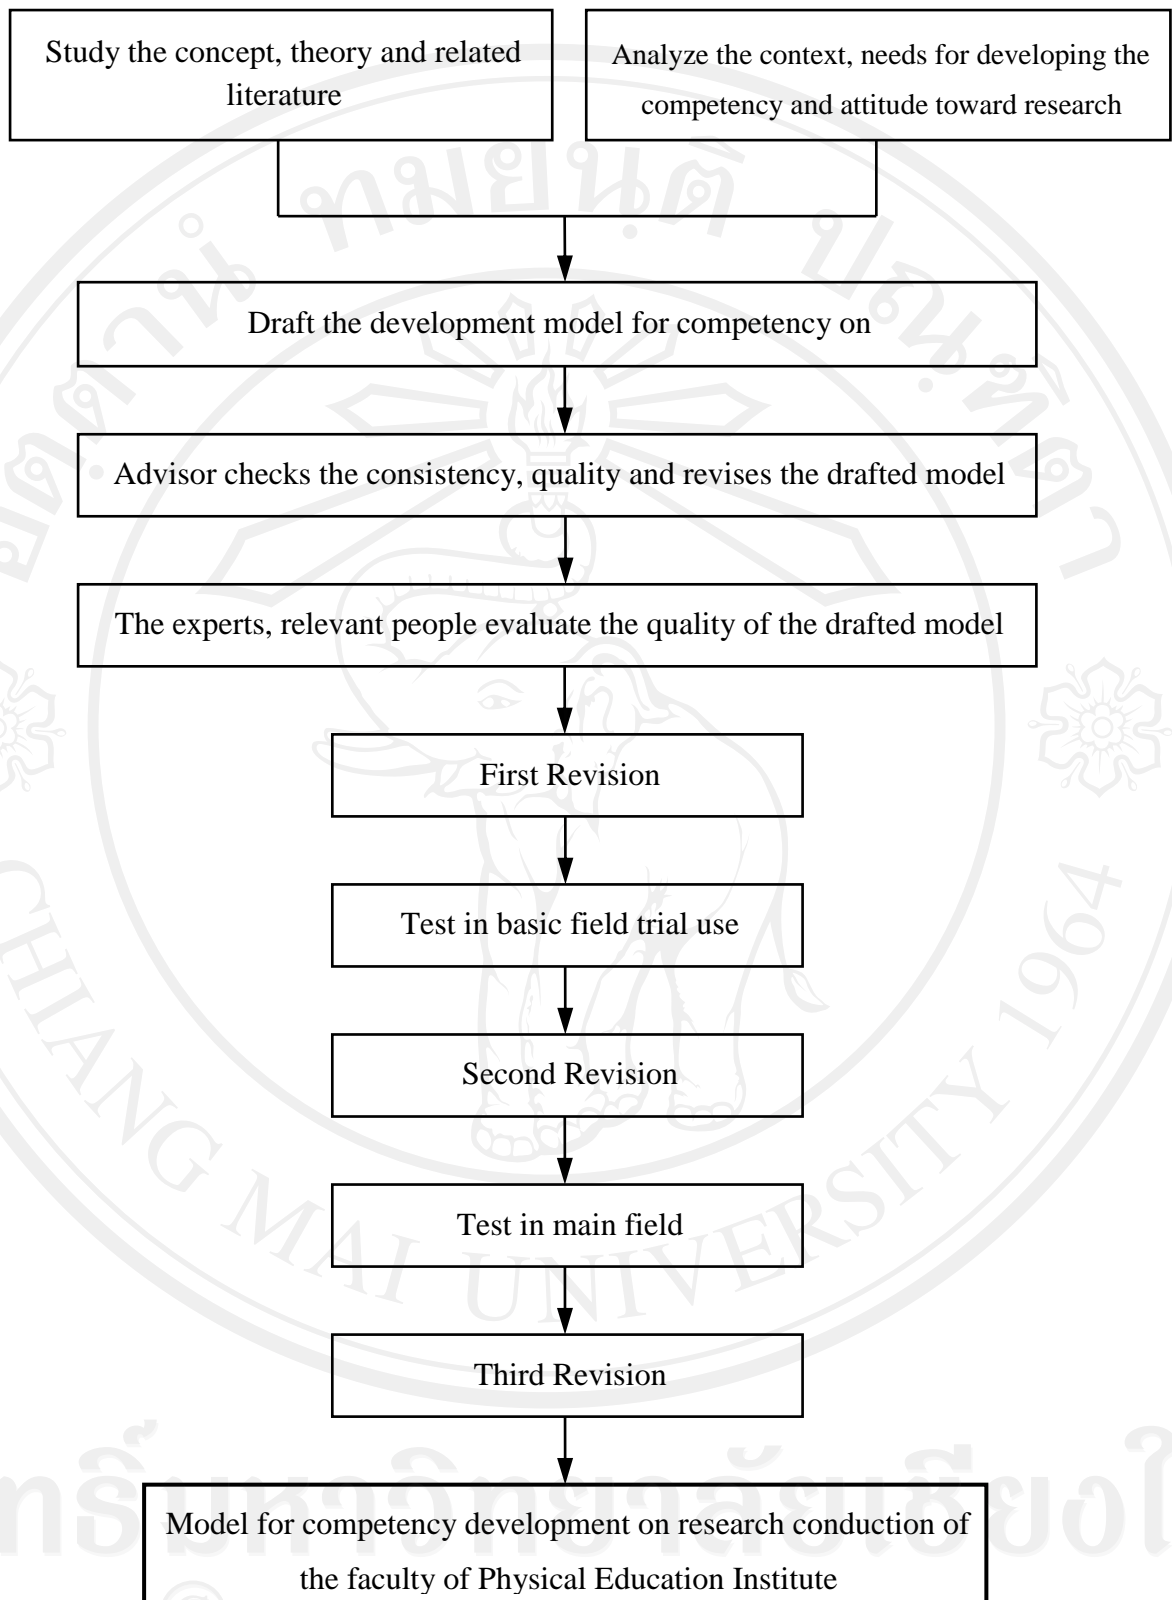 Study the concept, theory and related
literature
Analyze the context, needs for developing the
competency and attitude toward research
Draft the development model for competency on
Advisor checks the consistency, quality and revises the drafted model
The experts, relevant people evaluate the quality of the drafted model
First Revision
Test in basic field trial use
Second Revision
Test in main field
Third Revision
Model for competency development on research conduction of
the faculty of Physical Education Institute
CHIANG MAI UNIVERSITY 1964